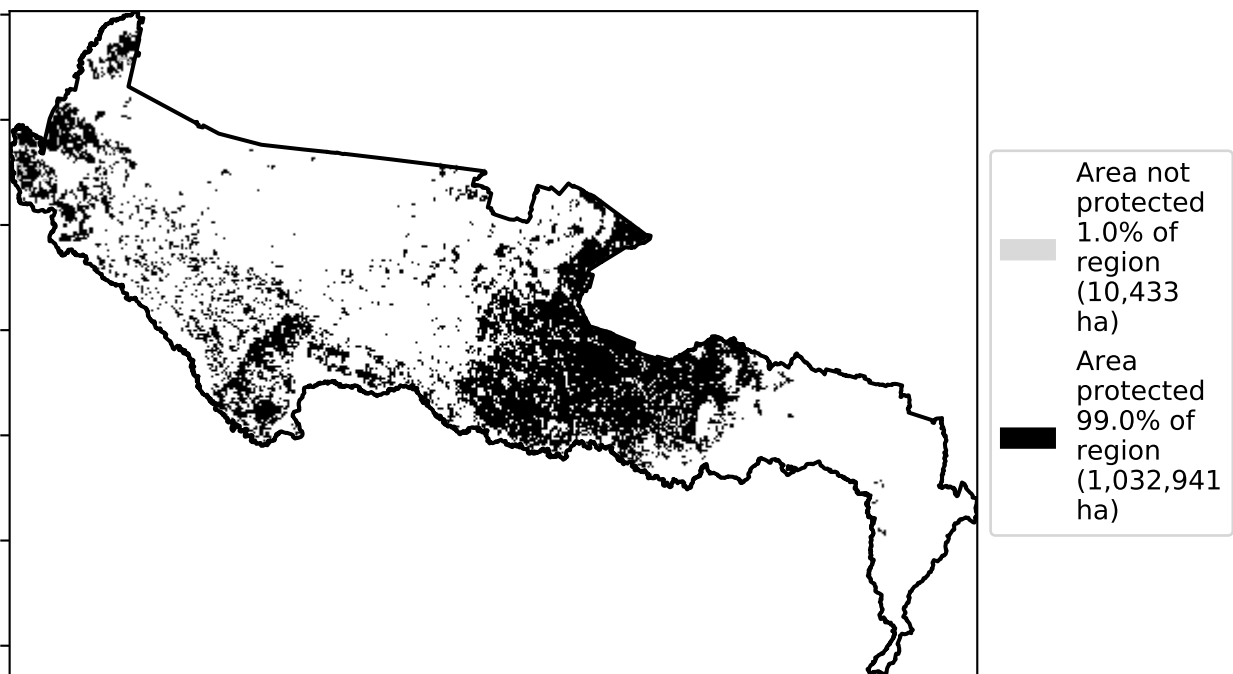 Area not
protected
1.0% of
region
(10,433
ha)
Area
protected
99.0% of
region
(1,032,941
ha)